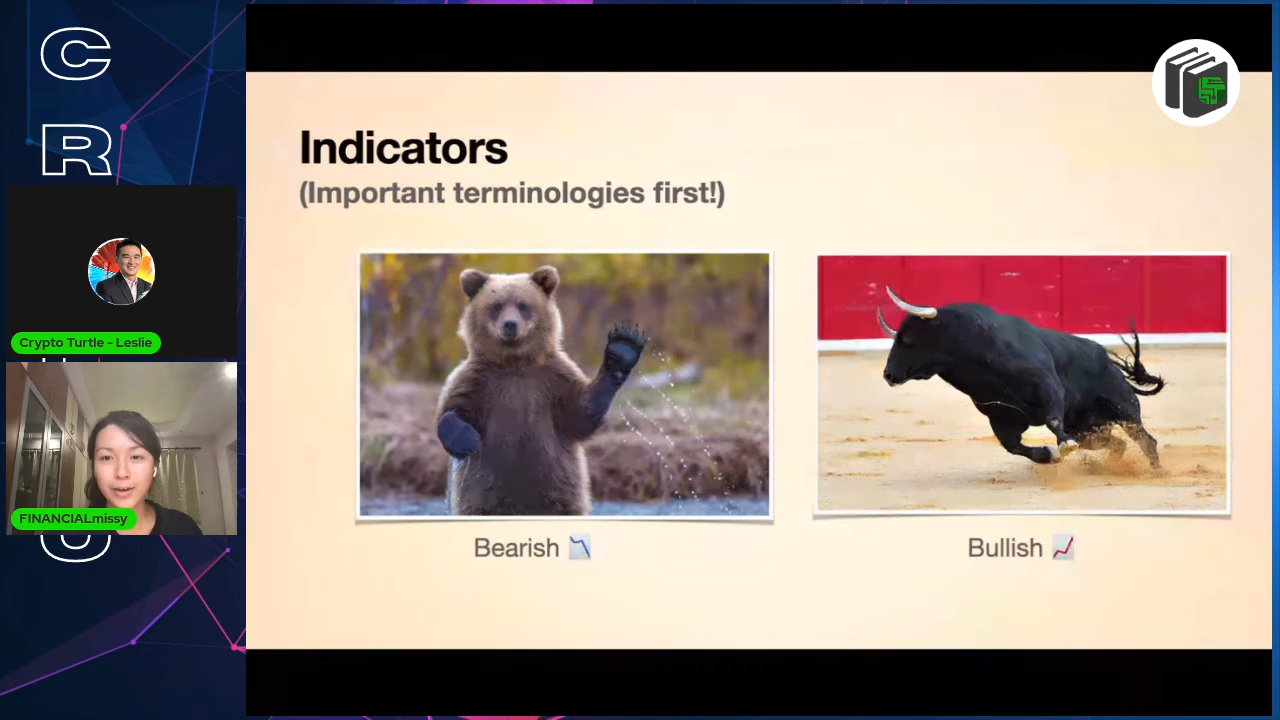 C
R
Crypto Turtle - Leslie
FINANCIALmissy
Indicators
(Important terminologies first!)
Bearish 📉
Bullish 📈